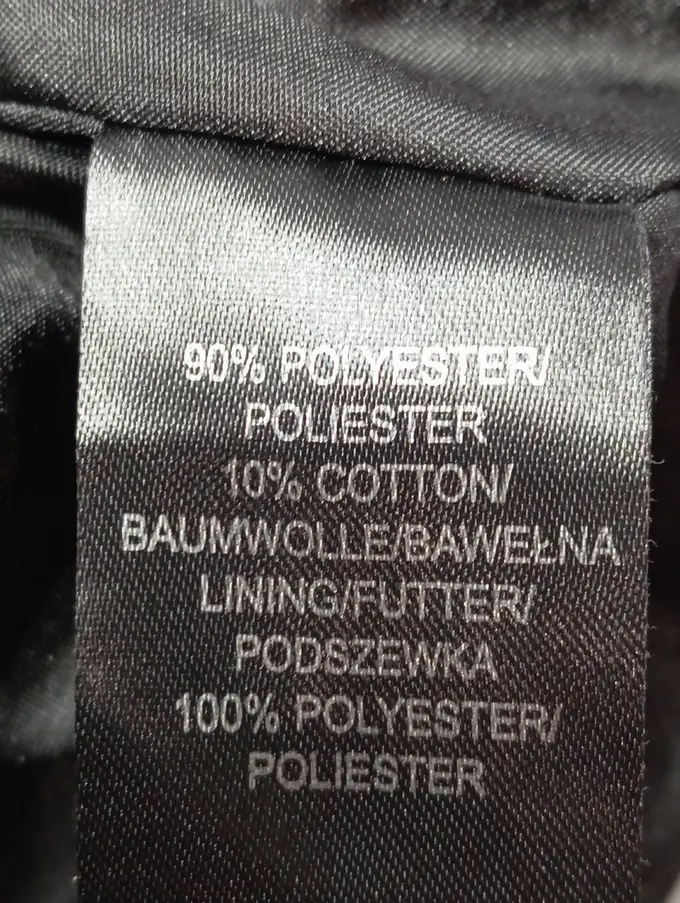 90% POLYESTER/
POLIESTER
10% COTTON/
BAUMWOLLE/BAWEŁNA
LINING/FUTTER/
PODSZEWKA
100% POLYESTER/
POLIESTER